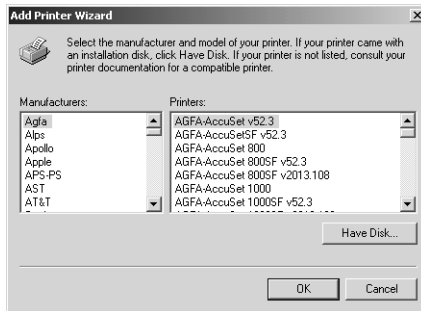 Add Printer Wizard
Select the manufacturer and model of your printer. If your printer came with
an installation disk, click Have Disk. If your printer is not listed, consult your
printer documentation for a compatible printer.
Manufacturers:
Printers:
Agfa
Alps
Apollo
Apple
APS-PS
AST
AT&T
AGFA-AccuSet v52.3
AGFA-AccuSetSF v52.3
AGFA-AccuSet 800
AGFA-AccuSet 800SF v52.3
AGFA-AccuSet 800SF v2013.108
AGFA-AccuSet 1000
AGFA-AccuSet 1000SF v52.3
Have Disk...
OK
Cancel